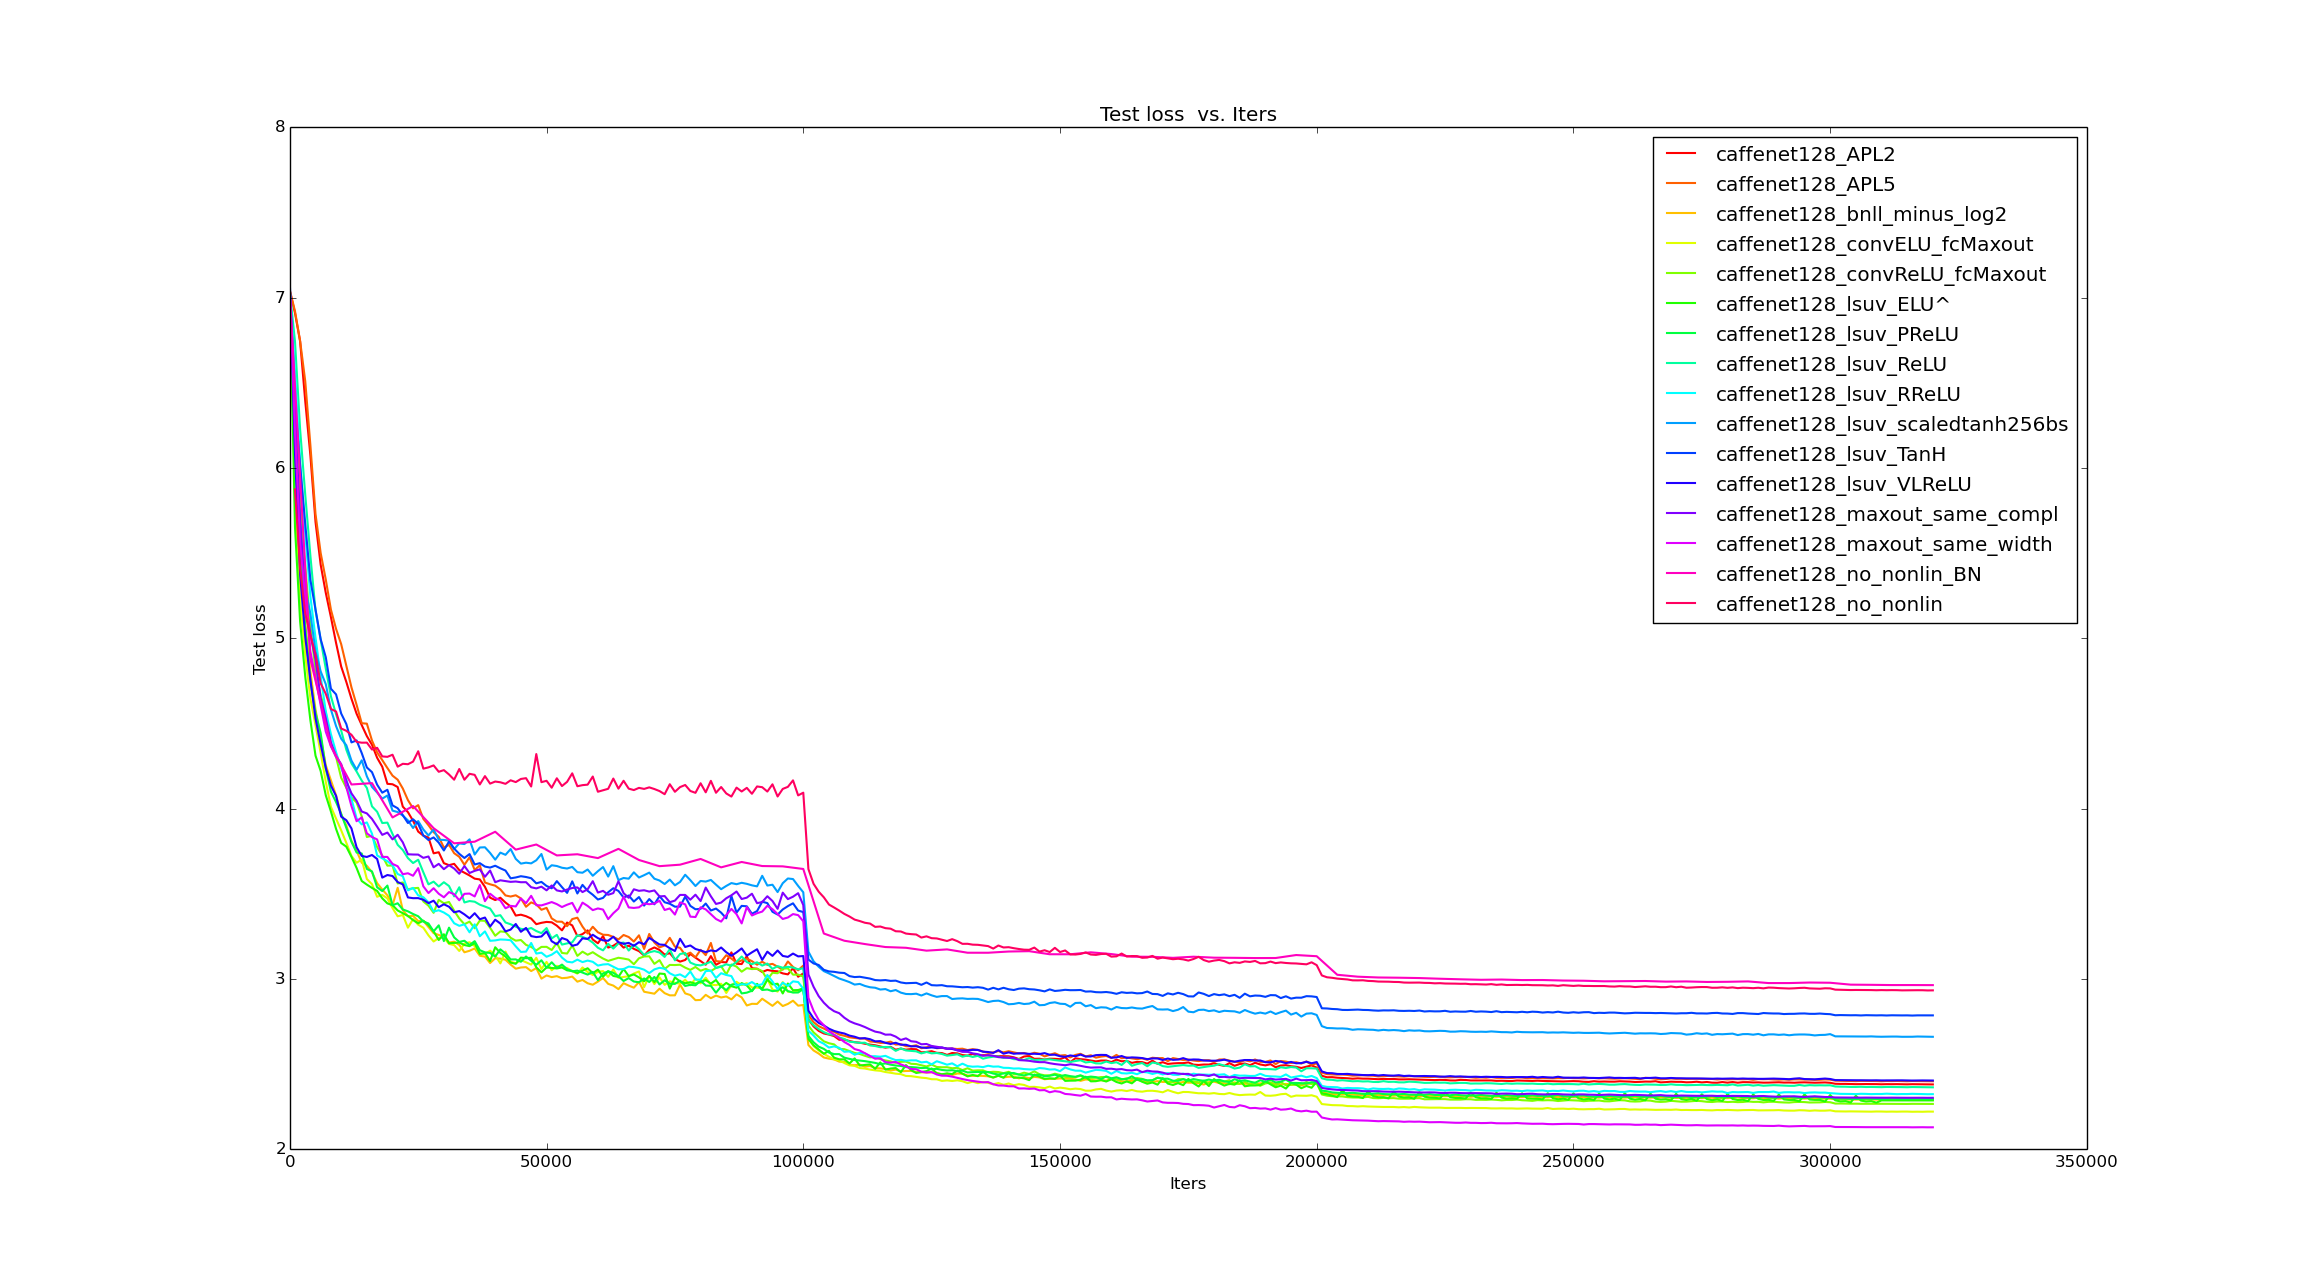 Test loss  vs. Iters
8
7
6
5
4
3
2
Test loss
caffenet128_APL2
caffenet128_APL5
caffenet128_bnll_minus_log2
caffenet128_convELU_fcMaxout
caffenet128_convReLU_fcMaxout
caffenet128_lsuv_ELU^
caffenet128_lsuv_PReLU
caffenet128_lsuv_ReLU
caffenet128_lsuv_RReLU
caffenet128_lsuv_scaledtanh256bs
caffenet128_lsuv_TanH
caffenet128_lsuv_VLReLU
caffenet128_maxout_same_compl
caffenet128_maxout_same_width
caffenet128_no_nonlin_BN
caffenet128_no_nonlin
0 50000 100000 150000 200000 250000 300000 350000
Iters